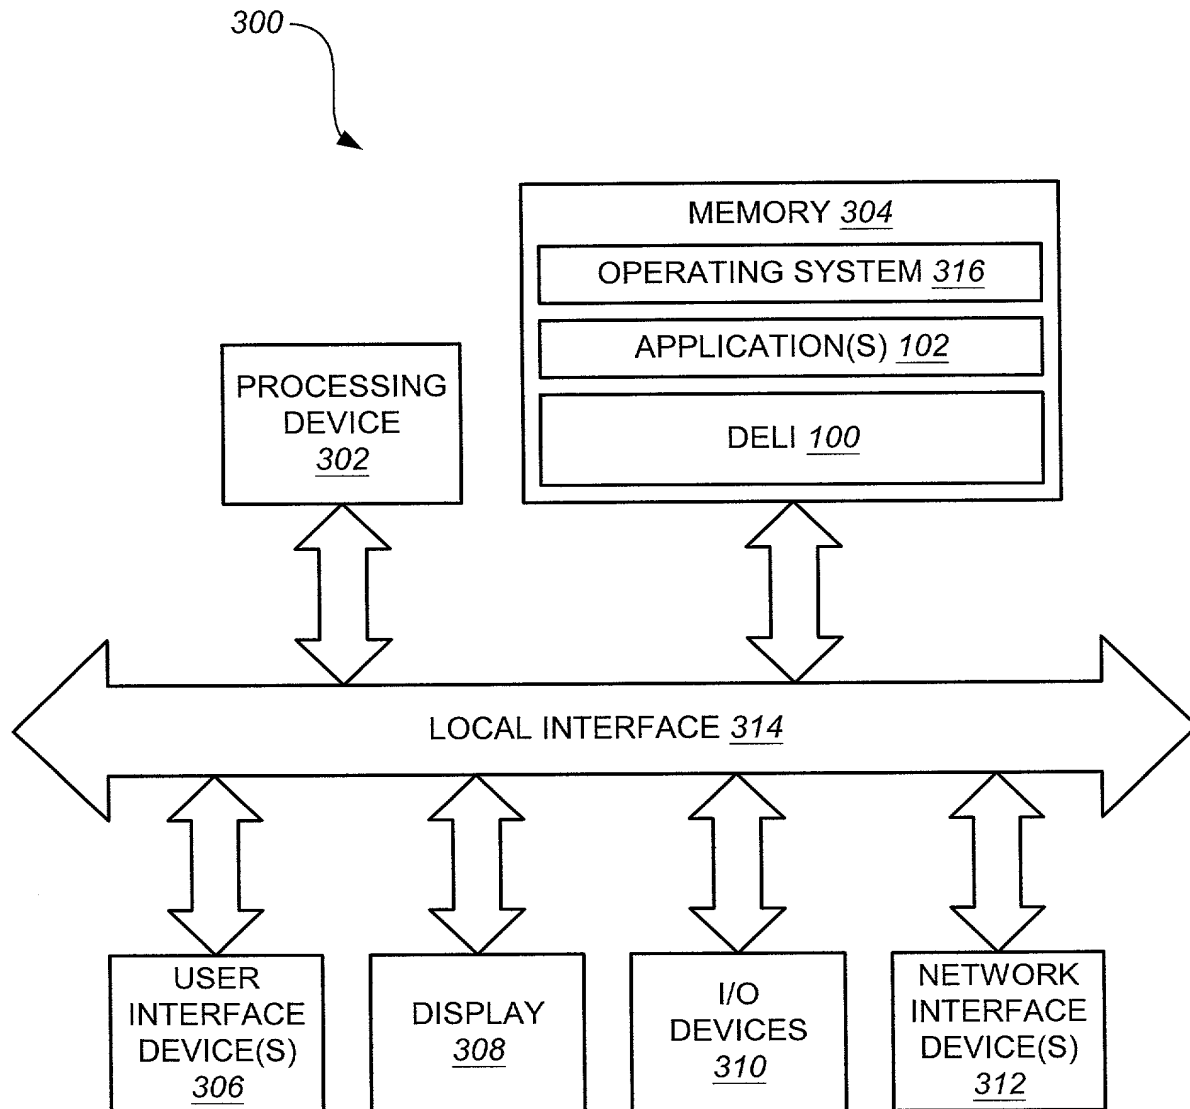 300
MEMORY 304
OPERATING SYSTEM 316
APPLICATION(S) 102
DELI 100
PROCESSING
DEVICE
302
LOCAL INTERFACE 314
USER
INTERFACE
DEVICE(S)
306
DISPLAY
308
I/O
DEVICES
310
NETWORK
INTERFACE
DEVICE(S)
312